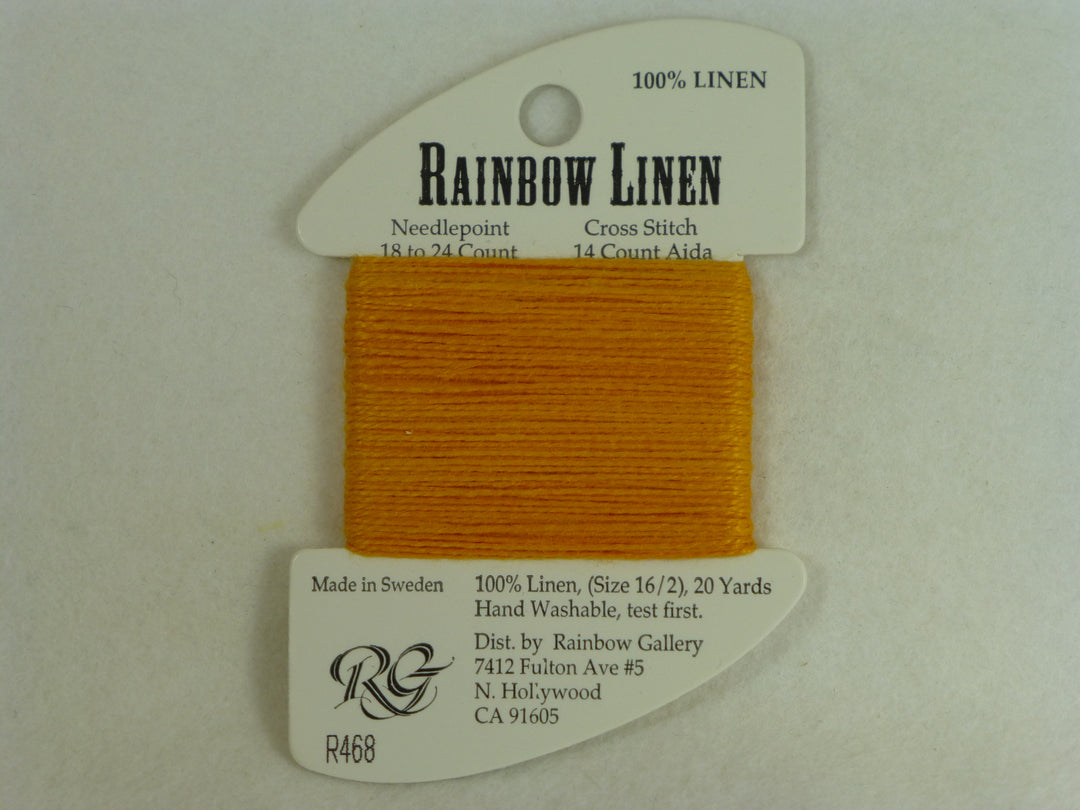 100% LINEN
RAINBOW LINEN
Needlepoint Cross Stitch
18 to 24 Count 14 Count Aida
Made in Sweden
100% Linen, (Size 16/2), 20 Yards
Hand Washable, test first.
Dist. by Rainbow Gallery
7412 Fulton Ave #5
N. Hollywood
CA 91605
RG
R468